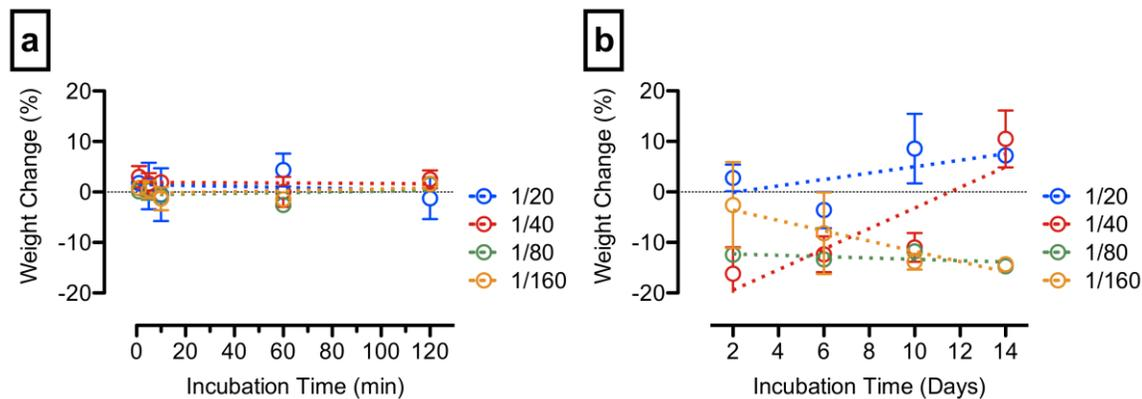 a
b
Weight Change (%)
20
10
0
-10
-20
0 20 40 60 80 100 120
Incubation Time (min)
1/20
1/40
1/80
1/160
Weight Change (%)
20
10
0
-10
-20
2 4 6 8 10 12 14
Incubation Time (Days)
1/20
1/40
1/80
1/160